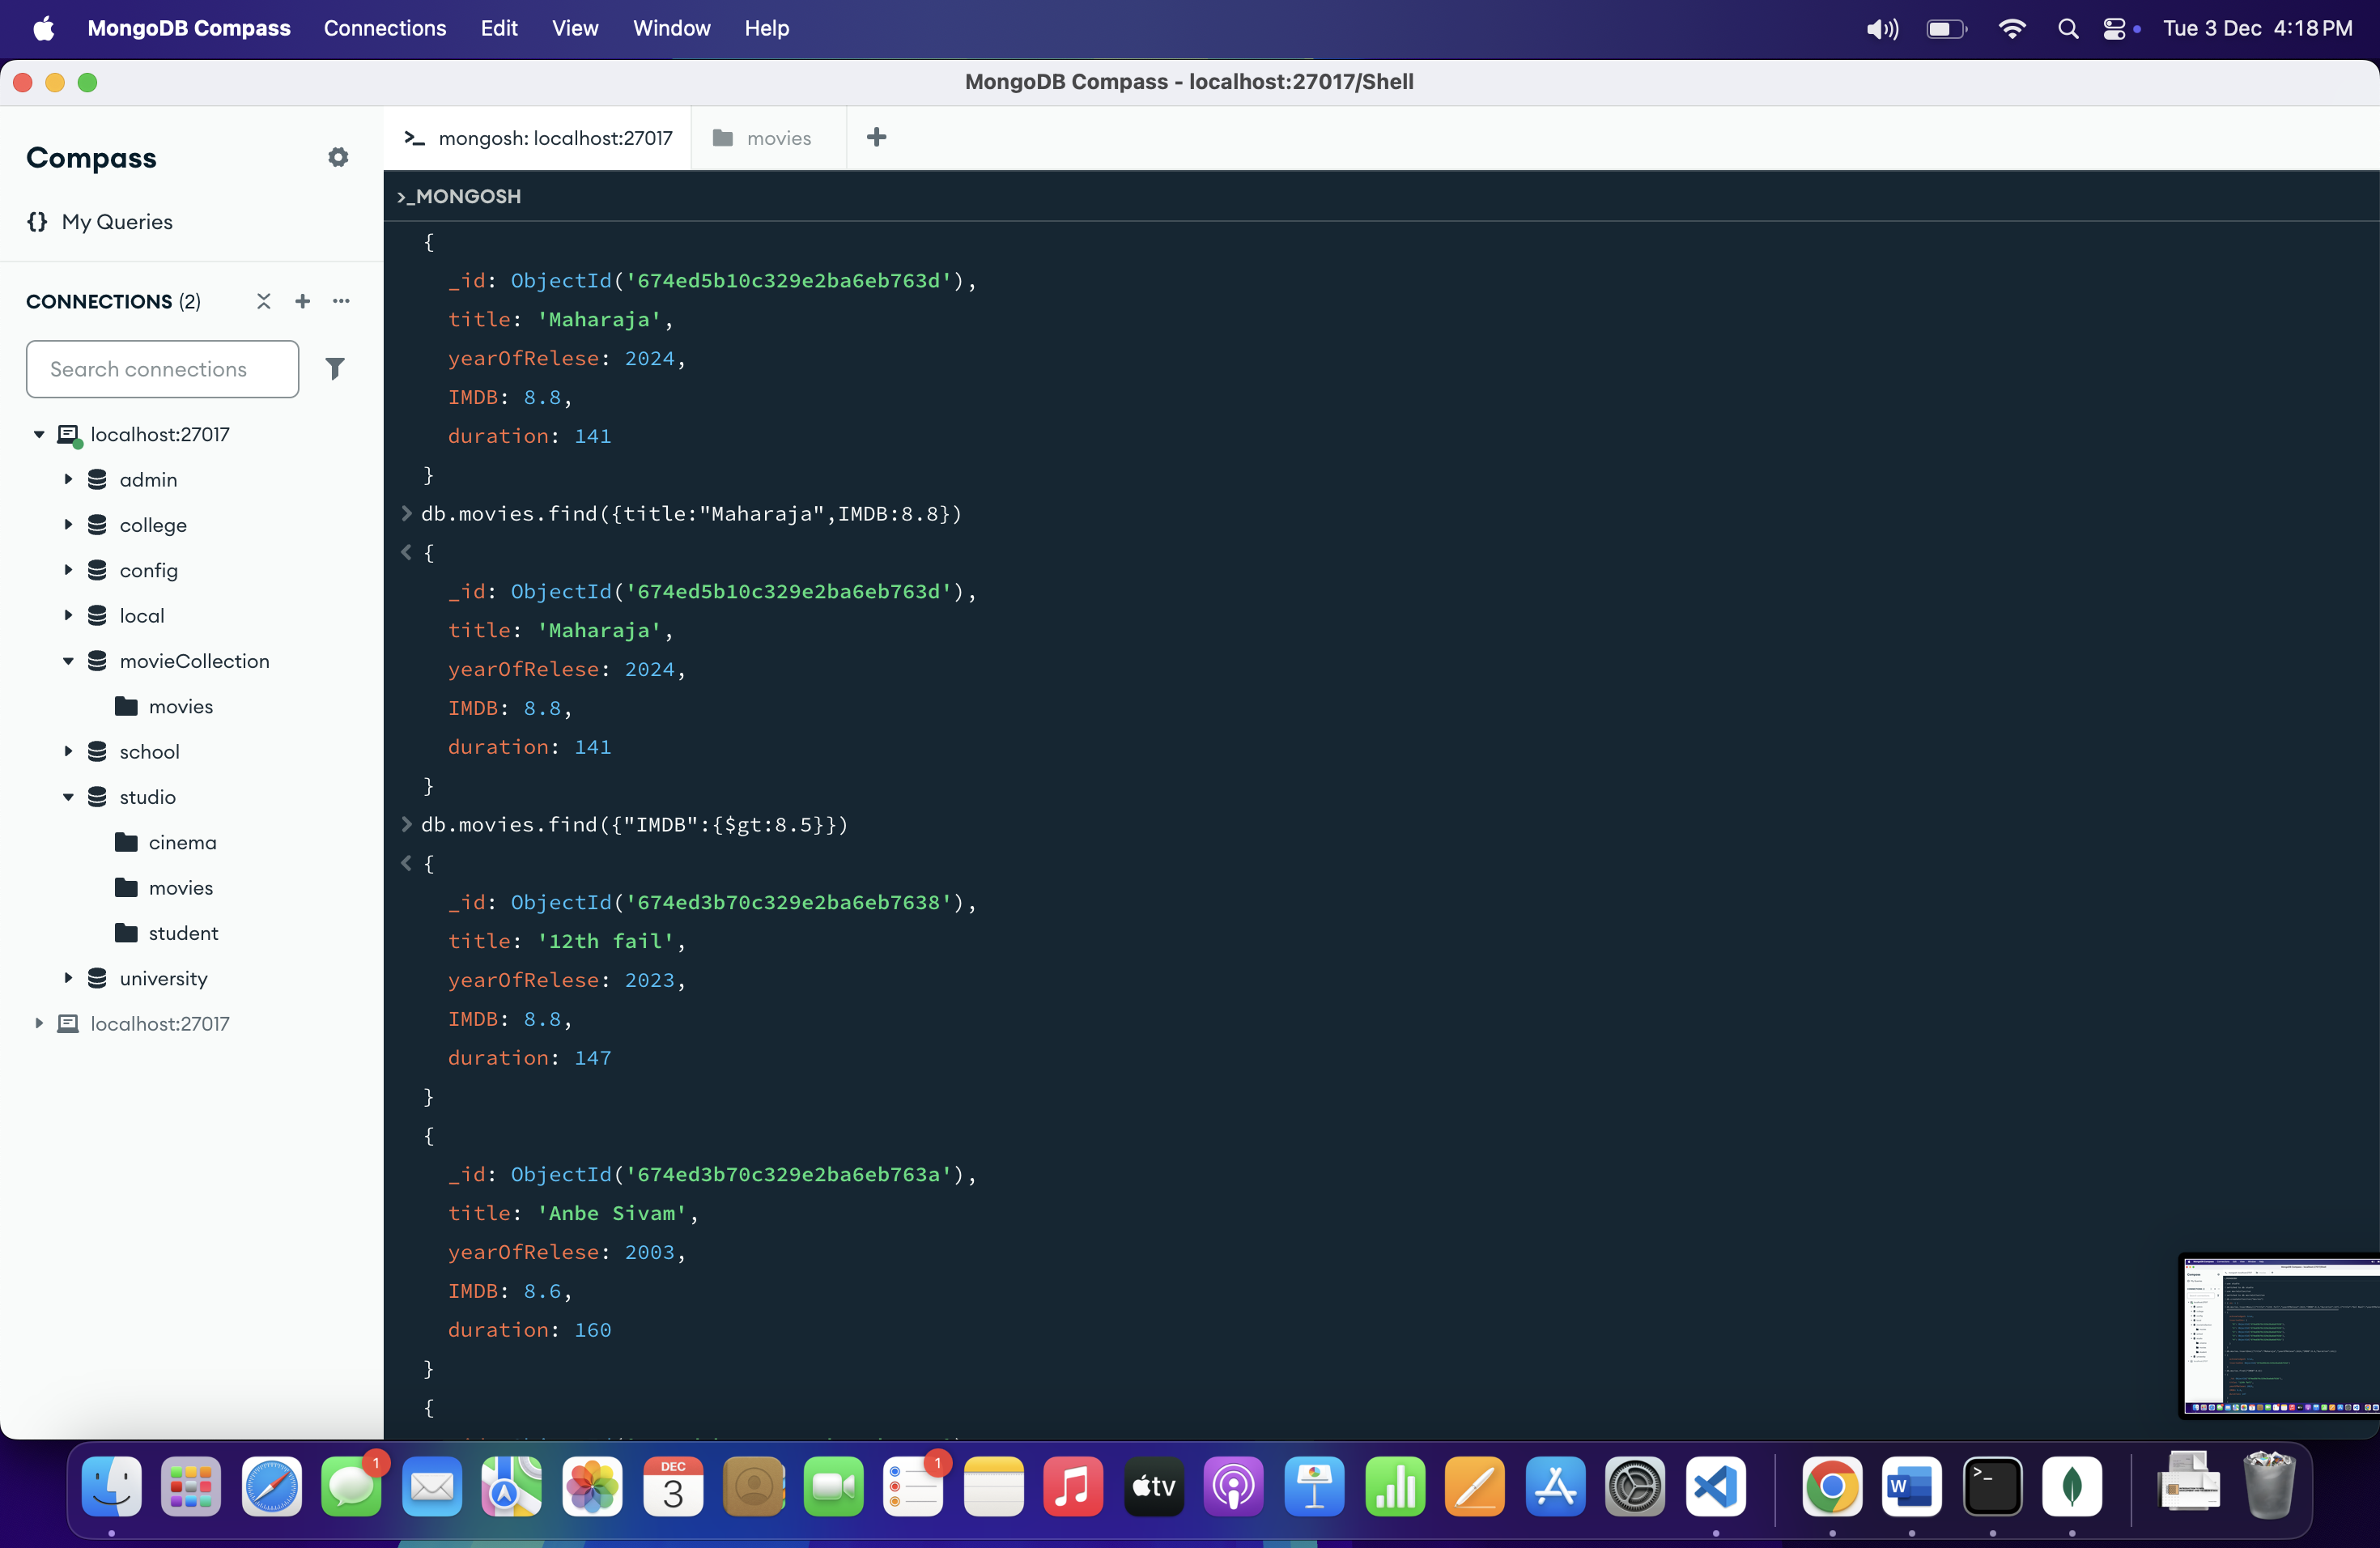 MongoDB Compass Connections Edit View Window Help Tue 3 Dec 4:18 PM
MongoDB Compass - localhost:27017/Shell
Compass
{} My Queries
CONNECTIONS (2)
Search connections
localhost:27017
admin
college
config
local
movieCollection
movies
school
studio
cinema
movies
student
university
localhost:27017
>_ mongosh: localhost:27017 movies +
>_MONGOSH
{
_id: ObjectId('674ed5b10c329e2ba6eb763d'),
title: 'Maharaja',
yearOfRelese: 2024,
IMDB: 8.8,
duration: 141
}
> db.movies.find({title:"Maharaja",IMDB:8.8})
< {
_id: ObjectId('674ed5b10c329e2ba6eb763d'),
title: 'Maharaja',
yearOfRelese: 2024,
IMDB: 8.8,
duration: 141
}
> db.movies.find({"IMDB":{$gt:8.5}})
< {
_id: ObjectId('674ed3b70c329e2ba6eb7638'),
title: '12th fail',
yearOfRelese: 2023,
IMDB: 8.8,
duration: 147
}
{
_id: ObjectId('674ed3b70c329e2ba6eb763a'),
title: 'Anbe Sivam',
yearOfRelese: 2003,
IMDB: 8.6,
duration: 160
}
{
1
DEC
3
1
tv
W
>_